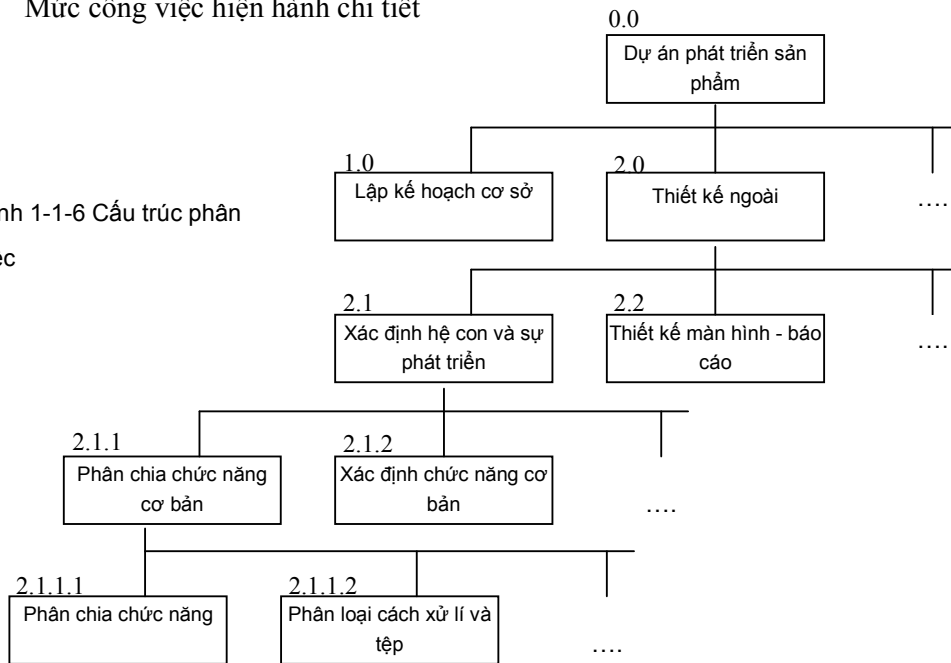 Mức công việc hiện hành chi tiết
0.0
Dự án phát triển sản
phẩm
1.0
Lập kế hoạch cơ sở
2.0
Thiết kế ngoài
....
nh 1-1-6 Cấu trúc phân
ệc
2.1
Xác định hệ con và sự
phát triển
2.2
Thiết kế màn hình - báo
cáo
....
2.1.1
Phân chia chức năng
cơ bản
2.1.2
Xác định chức năng cơ
bản
....
2.1.1.1
Phân chia chức năng
2.1.1.2
Phân loại cách xử lí và
tệp
....